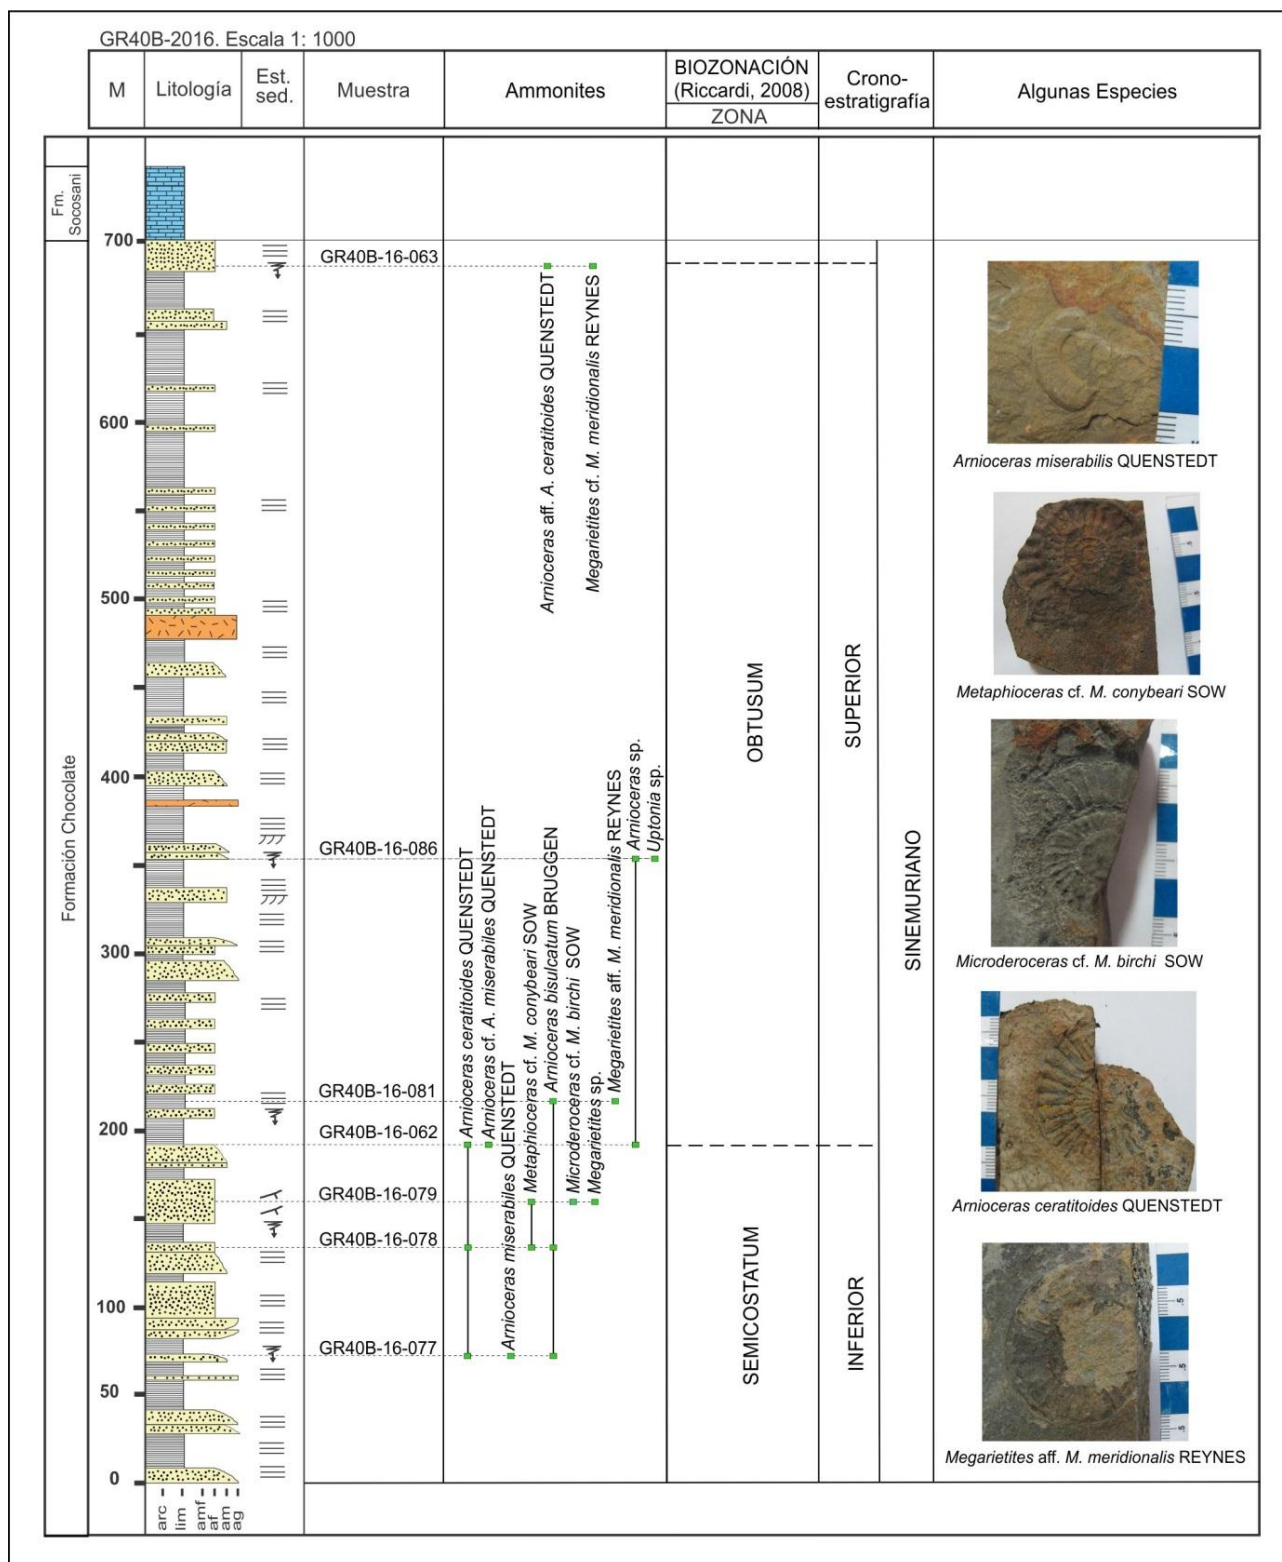 GR40B-2016. Escala 1: 1000
M
Litología
Est.
sed.
Muestra
Ammonites
BIOZONACIÓN
(Riccardi, 2008)
ZONA
Crono-
estratigrafía
Algunas Especies
Fm.
Socosani
Formación Chocolate
700
600
500
400
300
200
100
50
0
arc
lim
amf
af
am
ag
GR40B-16-063
GR40B-16-086
GR40B-16-081
GR40B-16-062
GR40B-16-079
GR40B-16-078
GR40B-16-077
Arnioceras ceratitoides QUENSTEDT
Arnioceras cf. A. miserabiles QUENSTEDT
Arnioceras miserabiles QUENSTEDT
Metaphioceras cf. M. conybeari SOW
Arnioceras bisulcatum BRUGGEN
Microderoceras cf. M. birchi SOW
Megarietites sp.
Megarietites aff. M. meridionalis REYNES
Arnioceras sp.
Uptonia sp.
Arnioceras aff. A. ceratitoides QUENSTEDT
Megarietites cf. M. meridionalis REYNES
OBTUSUM
SEMICOSTATUM
SUPERIOR
INFERIOR
SINEMURIANO
Arnioceras miserabilis QUENSTEDT
Metaphioceras cf. M. conybeari SOW
Microderoceras cf. M. birchi SOW
Arnioceras ceratitoides QUENSTEDT
Megarietites aff. M. meridionalis REYNES